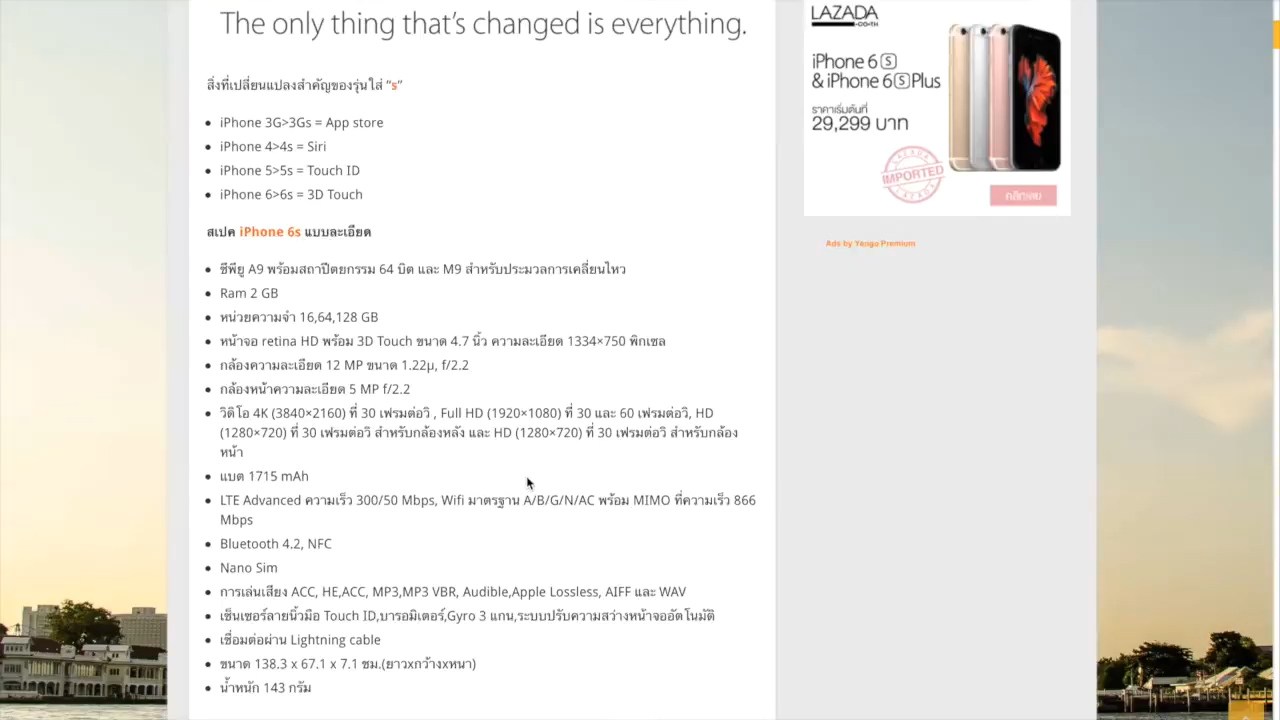 The only thing that's changed is everything.
สิ่งที่เปลี่ยนแปลงสำคัญของรุ่นใส่ “s”
iPhone 3G>3Gs = App store
iPhone 4>4s = Siri
iPhone 5>5s = Touch ID
iPhone 6>6s = 3D Touch
สเปค iPhone 6s แบบละเอียด
ซีพียู A9 พร้อมสถาปัตยกรรม 64 บิต และ M9 สำหรับประมวลการเคลื่อนไหว
Ram 2 GB
หน่วยความจำ 16,64,128 GB
หน้าจอ retina HD พร้อม 3D Touch ขนาด 4.7 นิ้ว ความละเอียด 1334×750 พิกเซล
กล้องความละเอียด 12 MP ขนาด 1.22µ, f/2.2
กล้องหน้าความละเอียด 5 MP f/2.2
วิดิโอ 4K (3840×2160) ที่ 30 เฟรมต่อวิ , Full HD (1920×1080) ที่ 30 และ 60 เฟรมต่อวิ, HD
(1280×720) ที่ 30 เฟรมต่อวิ สำหรับกล้องหลัง และ HD (1280×720) ที่ 30 เฟรมต่อวิ สำหรับกล้อง
หน้า
แบต 1715 mAh
LTE Advanced ความเร็ว 300/50 Mbps, Wifi มาตรฐาน A/B/G/N/AC พร้อม MIMO ที่ความเร็ว 866
Mbps
Bluetooth 4.2, NFC
Nano Sim
การเล่นเสียง ACC, HE,ACC, MP3,MP3 VBR, Audible,Apple Lossless, AIFF และ WAV
เซ็นเซอร์ลายนิ้วมือ Touch ID,บารอมิเตอร์,Gyro 3 แกน,ระบบปรับความสว่างหน้าจออัตโนมัติ
เชื่อมต่อผ่าน Lightning cable
ขนาด 138.3 x 67.1 x 7.1 ซม.(ยาวxกว้างxหนา)
น้ำหนัก 143 กรัม
LAZADA
.CO.TH
iPhone 6S
& iPhone 6S Plus
ราคาเริ่มต้นที่
29,299 บาท
LAZADA
IMPORTED
คลิกเลย
Ads by Yengo Premium